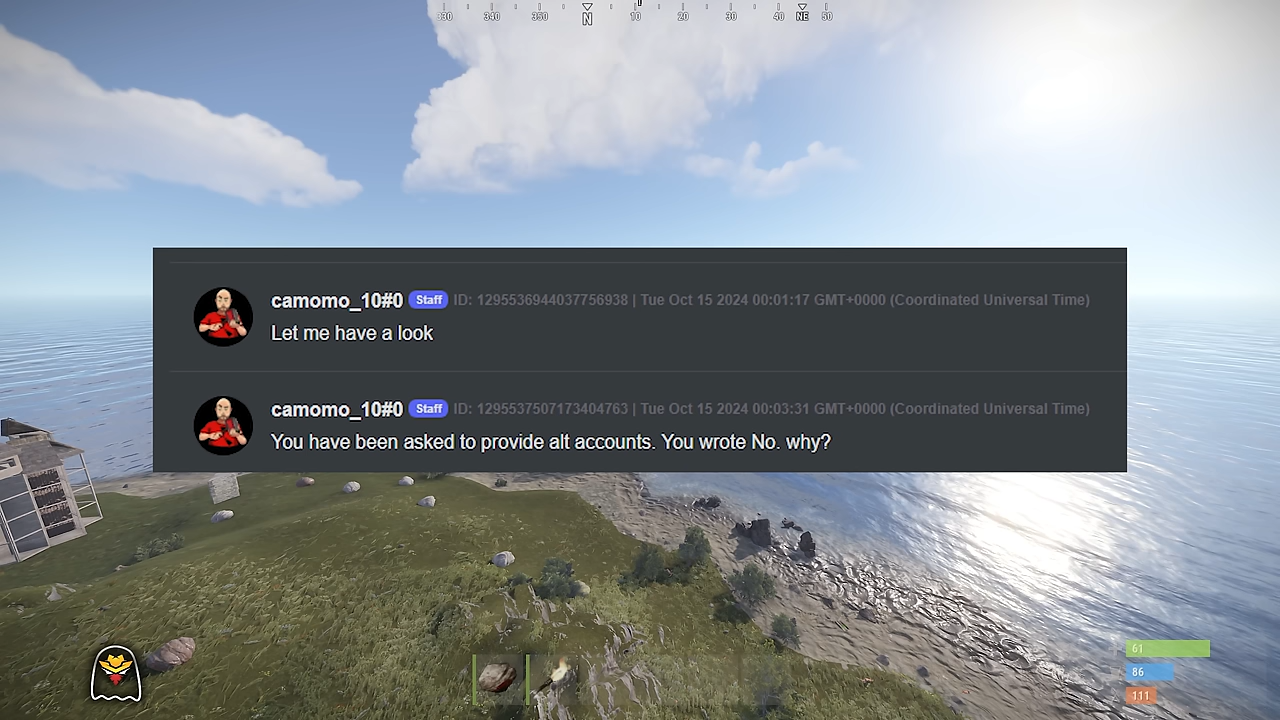 330 340 350 N 10 20 30 40 NE 50
camomo_10#0 Staff ID: 1295536944037756938 | Tue Oct 15 2024 00:01:17 GMT+0000 (Coordinated Universal Time)
Let me have a look
camomo_10#0 Staff ID: 1295537507173404763 | Tue Oct 15 2024 00:03:31 GMT+0000 (Coordinated Universal Time)
You have been asked to provide alt accounts. You wrote No. why?
61
86
111